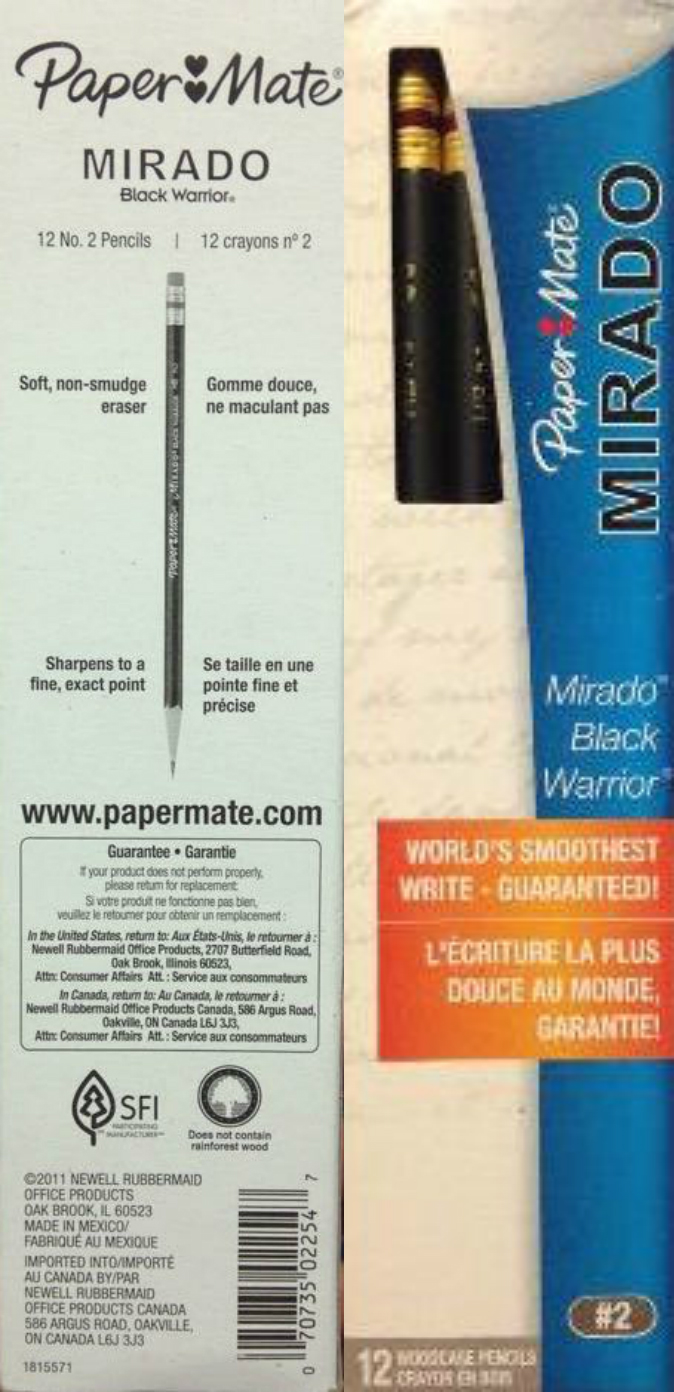 Paper Mate®
MIRADO
Black Warrior®
12 No. 2 Pencils | 12 crayons nº 2
Soft, non-smudge
eraser
Gomme douce,
ne maculant pas
Paper Mate Mirado
Sharpens to a
fine, exact point
Se taille en une
pointe fine et
précise
www.papermate.com
Guarantee • Garantie
If your product does not perform properly,
please return for replacement:
Si votre produit ne fonctionne pas bien,
veuillez le retourner pour obtenir un remplacement :
In the United States, return to: Aux États-Unis, le retourner à :
Newell Rubbermaid Office Products, 2707 Butterfield Road,
Oak Brook, Illinois 60523,
Attn: Consumer Affairs Att. : Service aux consommateurs
In Canada, return to: Au Canada, le retourner à :
Newell Rubbermaid Office Products Canada, 586 Argus Road,
Oakville, ON Canada L6J 3J3,
Attn: Consumer Affairs Att. : Service aux consommateurs
SFI
PARTICIPATING
MANUFACTURER
Does not contain
rainforest wood
©2011 NEWELL RUBBERMAID
OFFICE PRODUCTS
OAK BROOK, IL 60523
MADE IN MEXICO/
FABRIQUÉ AU MEXIQUE
IMPORTED INTO/IMPORTÉ
AU CANADA BY/PAR
NEWELL RUBBERMAID
OFFICE PRODUCTS CANADA
586 ARGUS ROAD, OAKVILLE,
ON CANADA L6J 3J3
1815571
0 70735 02254 7
Paper Mate®
MIRADO
Mirado™
Black
Warrior®
WORLD'S SMOOTHEST
WRITE - GUARANTEED!
L'ÉCRITURE LA PLUS
DOUCE AU MONDE,
GARANTIE!
#2
12 WOODCASE PENCILS
CRAYON EN BOIS